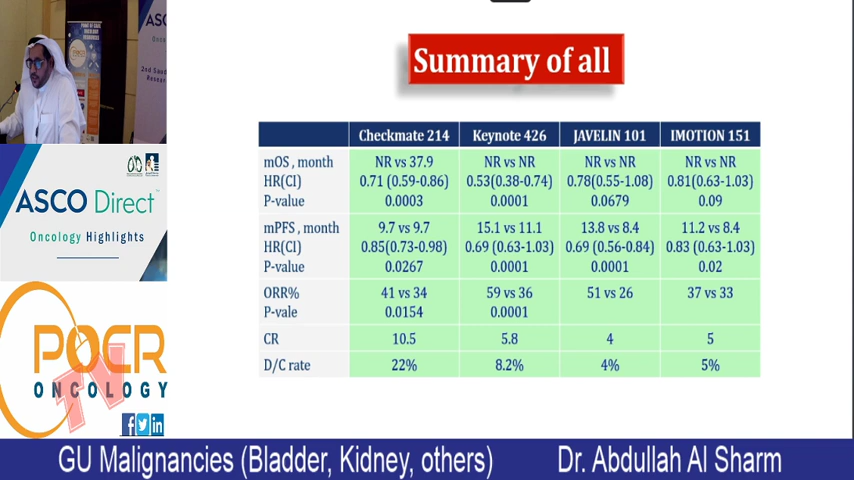 Summary of all
Checkmate 214 Keynote 426 JAVELIN 101 IMOTION 151
mOS , month NR vs 37.9 NR vs NR NR vs NR NR vs NR
HR(CI) 0.71 (0.59-0.86) 0.53(0.38-0.74) 0.78(0.55-1.08) 0.81(0.63-1.03)
P-value 0.0003 0.0001 0.0679 0.09
mPFS , month 9.7 vs 9.7 15.1 vs 11.1 13.8 vs 8.4 11.2 vs 8.4
HR(CI) 0.85(0.73-0.98) 0.69 (0.63-1.03) 0.69 (0.56-0.84) 0.83 (0.63-1.03)
P-value 0.0267 0.0001 0.0001 0.02
ORR% 41 vs 34 59 vs 36 51 vs 26 37 vs 33
P-vale 0.0154 0.0001
CR 10.5 5.8 4 5
D/C rate 22% 8.2% 4% 5%
ASC
2nd Saud
Resear
ASCO Direct™
Oncology Highlights
POCR
ONCOLOGY
TV
f in
GU Malignancies (Bladder, Kidney, others) Dr. Abdullah Al Sharm